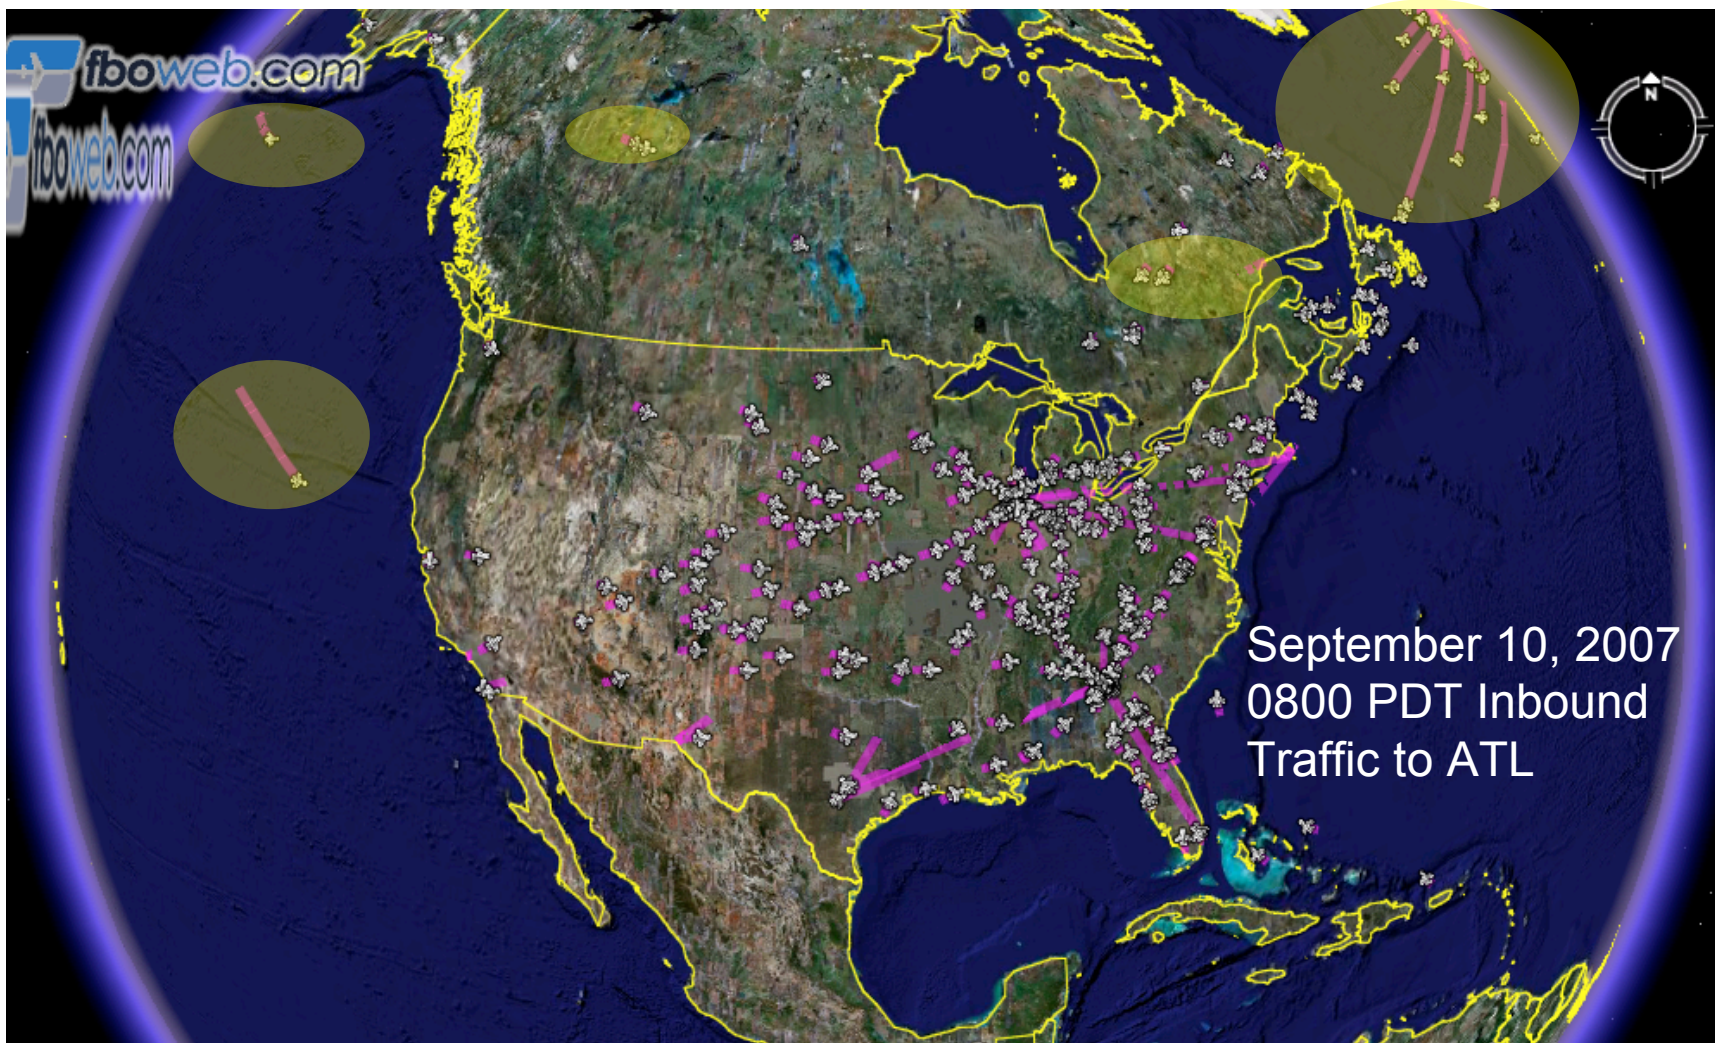 fboweb.com
fboweb.com
N
September 10, 2007
0800 PDT Inbound
Traffic to ATL